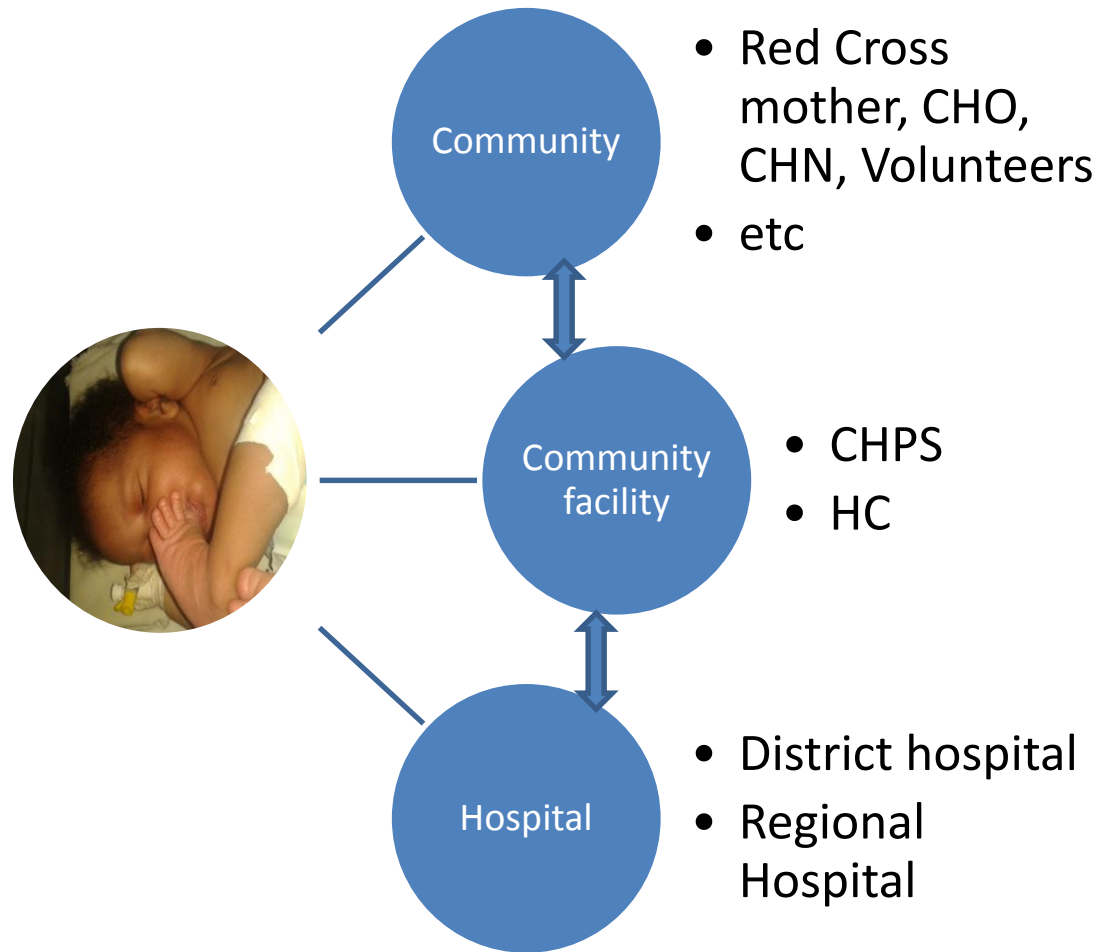 Community
• Red Cross
mother, CHO,
CHN, Volunteers
• etc
Community
facility
• CHPS
• HC
Hospital
• District hospital
• Regional
Hospital